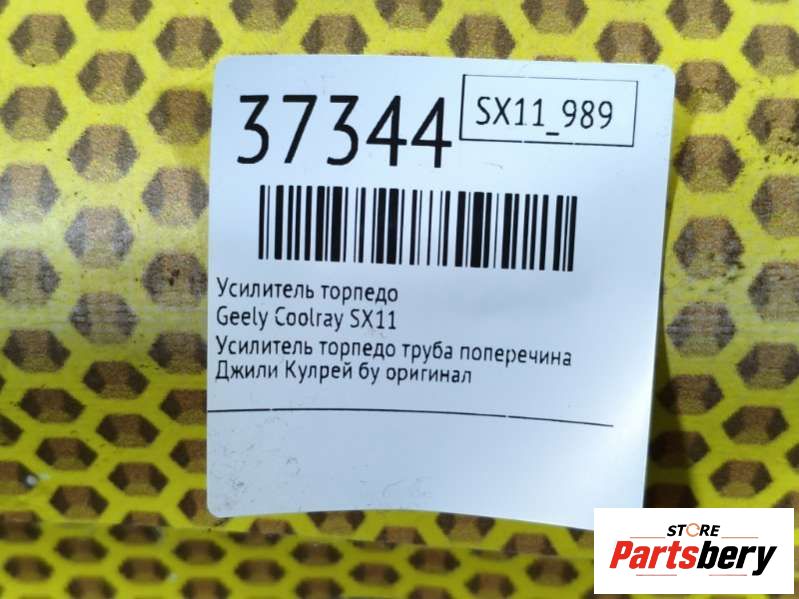 37344
SX11_989
Усилитель торпедо
Geely Coolray SX11
Усилитель торпедо труба поперечина
Джили Кулрей бу оригинал
STORE
Partsbery